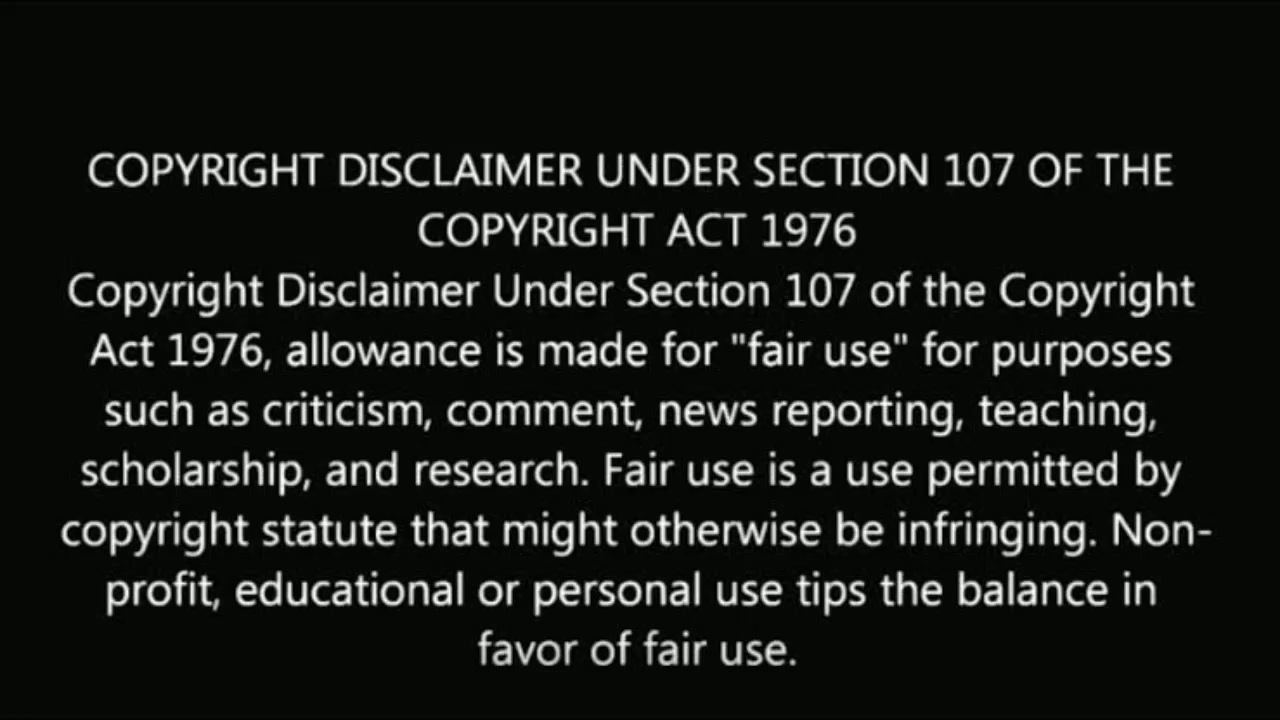 COPYRIGHT DISCLAIMER UNDER SECTION 107 OF THE
COPYRIGHT ACT 1976
Copyright Disclaimer Under Section 107 of the Copyright
Act 1976, allowance is made for "fair use" for purposes
such as criticism, comment, news reporting, teaching,
scholarship, and research. Fair use is a use permitted by
copyright statute that might otherwise be infringing. Non-
profit, educational or personal use tips the balance in
favor of fair use.